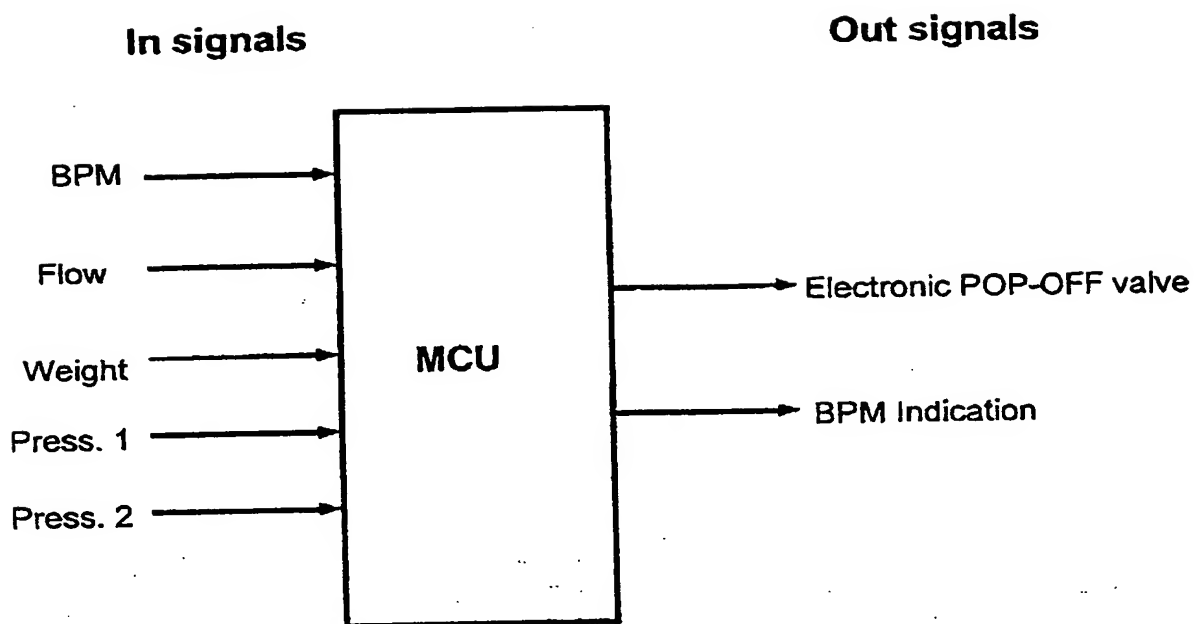 In signals
Out signals
BPM
Flow
Weight
Press. 1
Press. 2
MCU
Electronic POP-OFF valve
BPM Indication